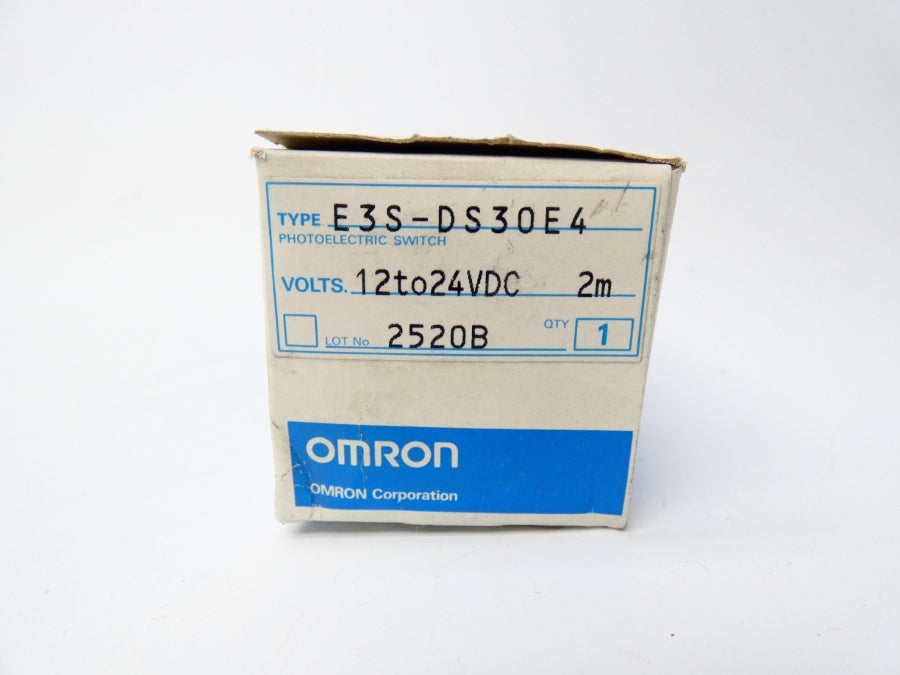 TYPE E3S-DS30E4
PHOTOELECTRIC SWITCH
VOLTS. 12to24VDC 2m
LOT No 2520B QTY 1
OMRON
OMRON Corporation